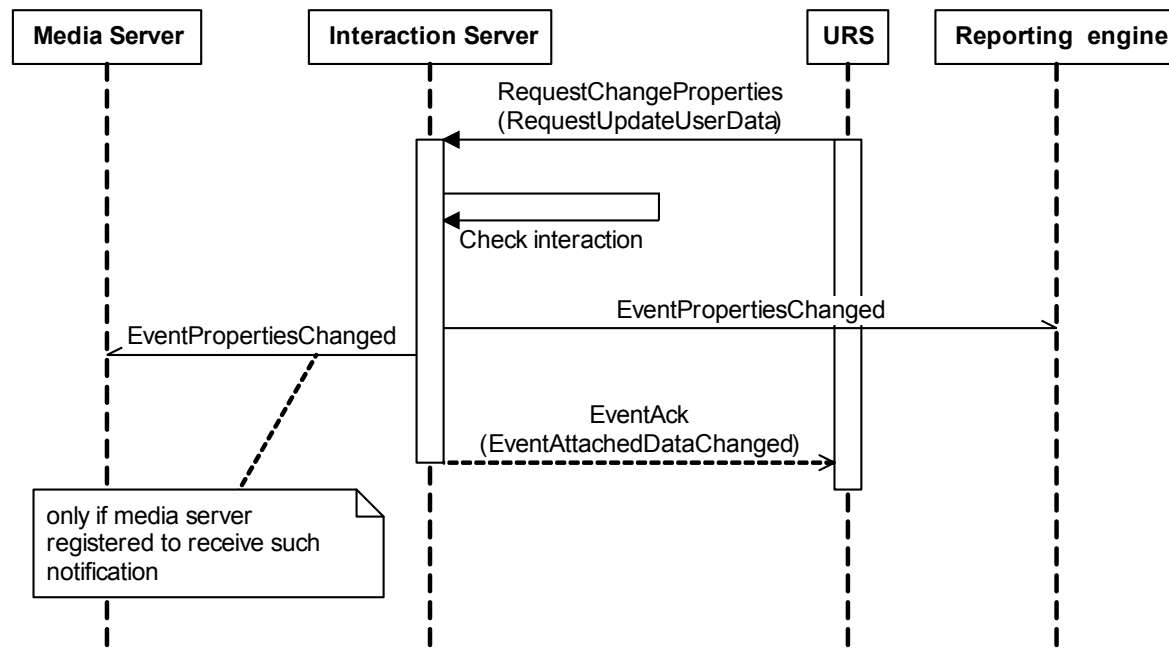 Media Server
Interaction Server
URS
Reporting engine
RequestChangeProperties
(RequestUpdateUserData)
Check interaction
EventPropertiesChanged
EventPropertiesChanged
EventAck
(EventAttachedDataChanged)
only if media server
registered to receive such
notification